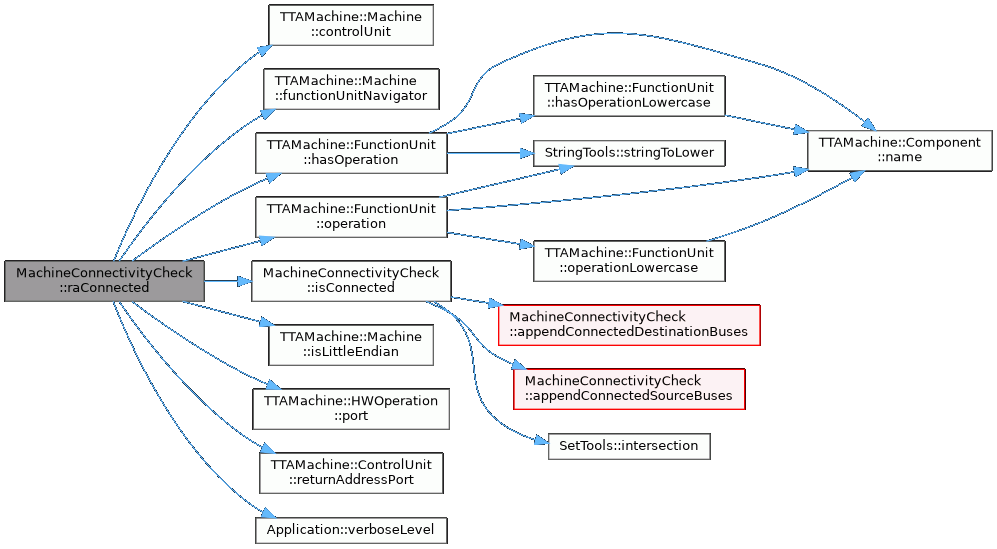 TTAMachine::Machine
::controlUnit
TTAMachine::Machine
::functionUnitNavigator
TTAMachine::FunctionUnit
::hasOperation
TTAMachine::FunctionUnit
::operation
MachineConnectivityCheck
::raConnected
MachineConnectivityCheck
::isConnected
TTAMachine::Machine
::isLittleEndian
TTAMachine::HWOperation
::port
TTAMachine::ControlUnit
::returnAddressPort
Application::verboseLevel
TTAMachine::FunctionUnit
::hasOperationLowercase
StringTools::stringToLower
TTAMachine::FunctionUnit
::operationLowercase
MachineConnectivityCheck
::appendConnectedDestinationBuses
MachineConnectivityCheck
::appendConnectedSourceBuses
SetTools::intersection
TTAMachine::Component
::name